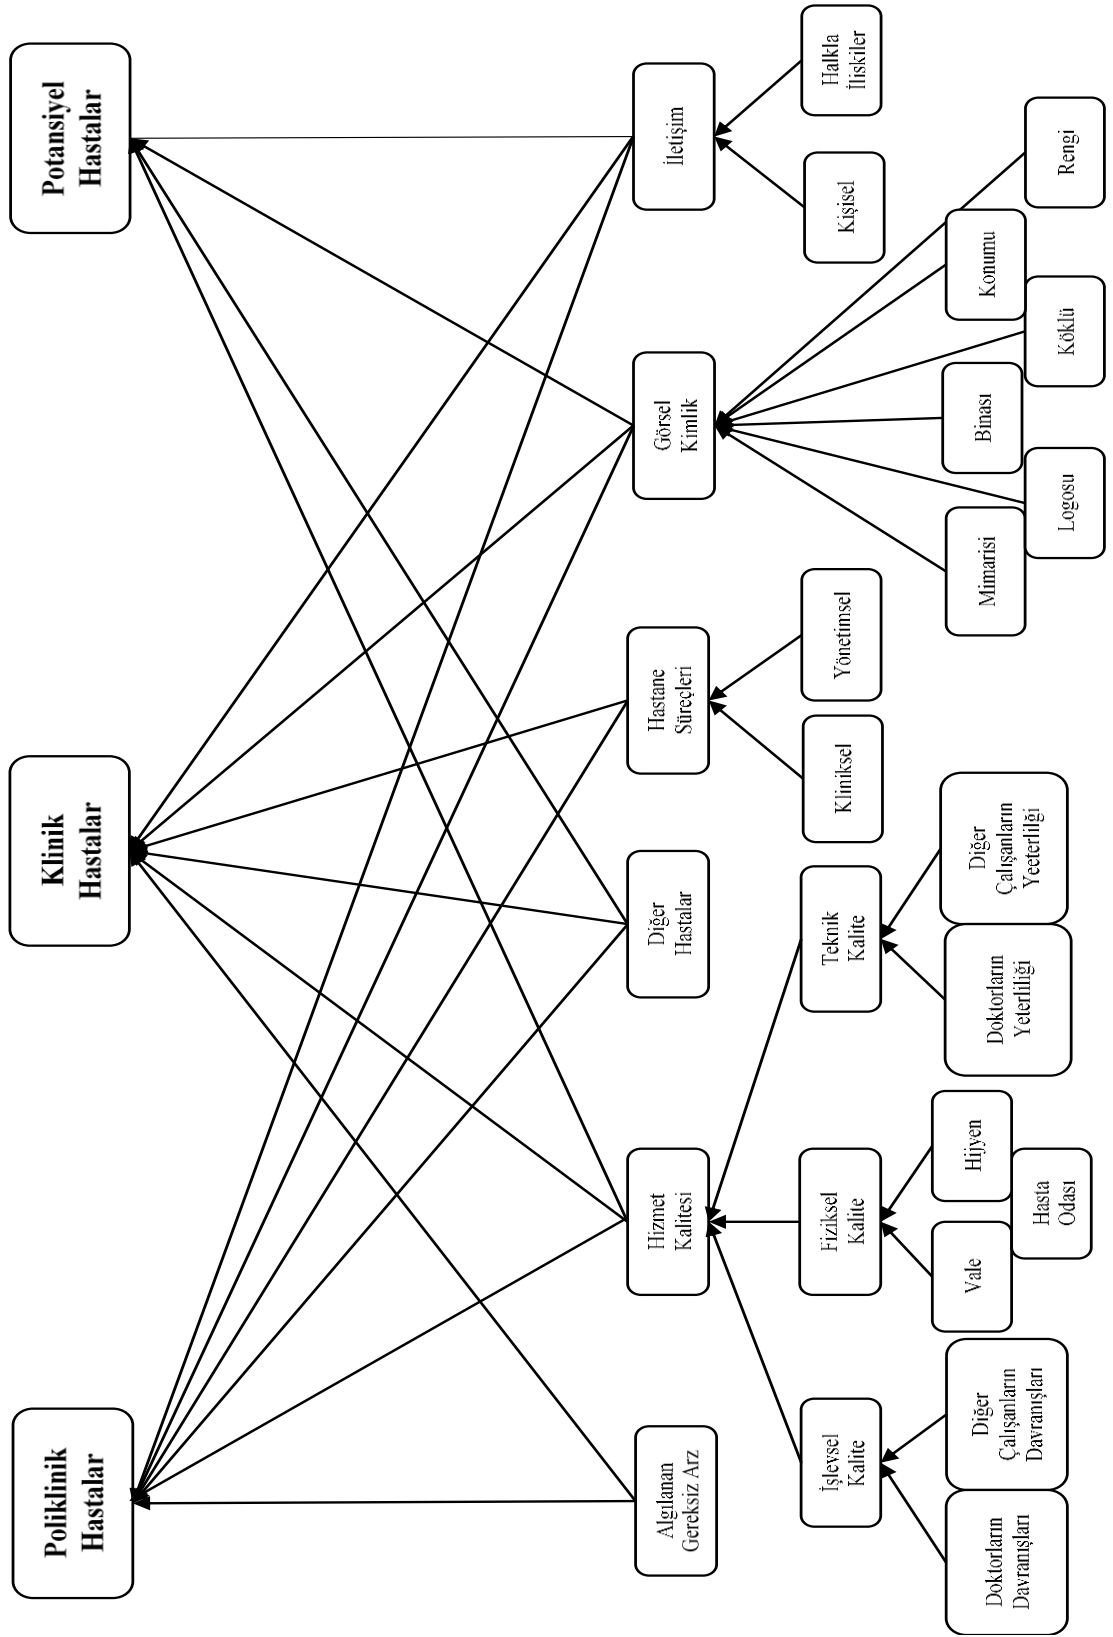 Poliklinik
Hastalar
Klinik
Hastalar
Potansiyel
Hastalar
Algılanan
Gereksiz Arz
Hizmet
Kalitesi
Diğer
Hastalar
Hastane
Süreçleri
Görsel
Kimlik
İletişim
İşlevsel
Kalite
Fiziksel
Kalite
Teknik
Kalite
Kliniksel
Yönetimsel
Kişisel
Halkla
İliskiler
Doktorların
Davranışları
Diğer
Çalışanların
Davranışları
Vale
Hijyen
Hasta
Odası
Doktorların
Yeterliliği
Diğer
Çalışanların
Yeeterlilği
Mimarisi
Logosu
Binası
Köklü
Konumu
Rengi